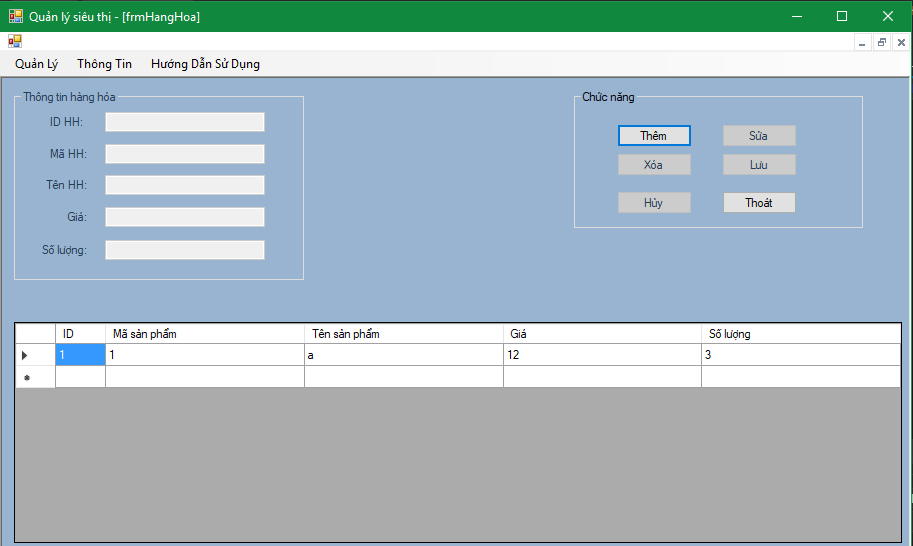 Quản lý siêu thị - [frmHangHoa]
Quản Lý Thông Tin Hướng Dẫn Sử Dụng
Thông tin hàng hóa
ID HH:
Mã HH:
Tên HH:
Giá:
Số lượng:
Chức năng
Thêm Sửa
Xóa Lưu
Hủy Thoát
ID Mã sản phẩm Tên sản phẩm Giá Số lượng
1 1 a 12 3